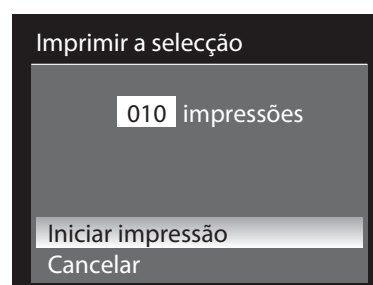 Imprimir a selecção
010 impressões
Iniciar impressão
Cancelar